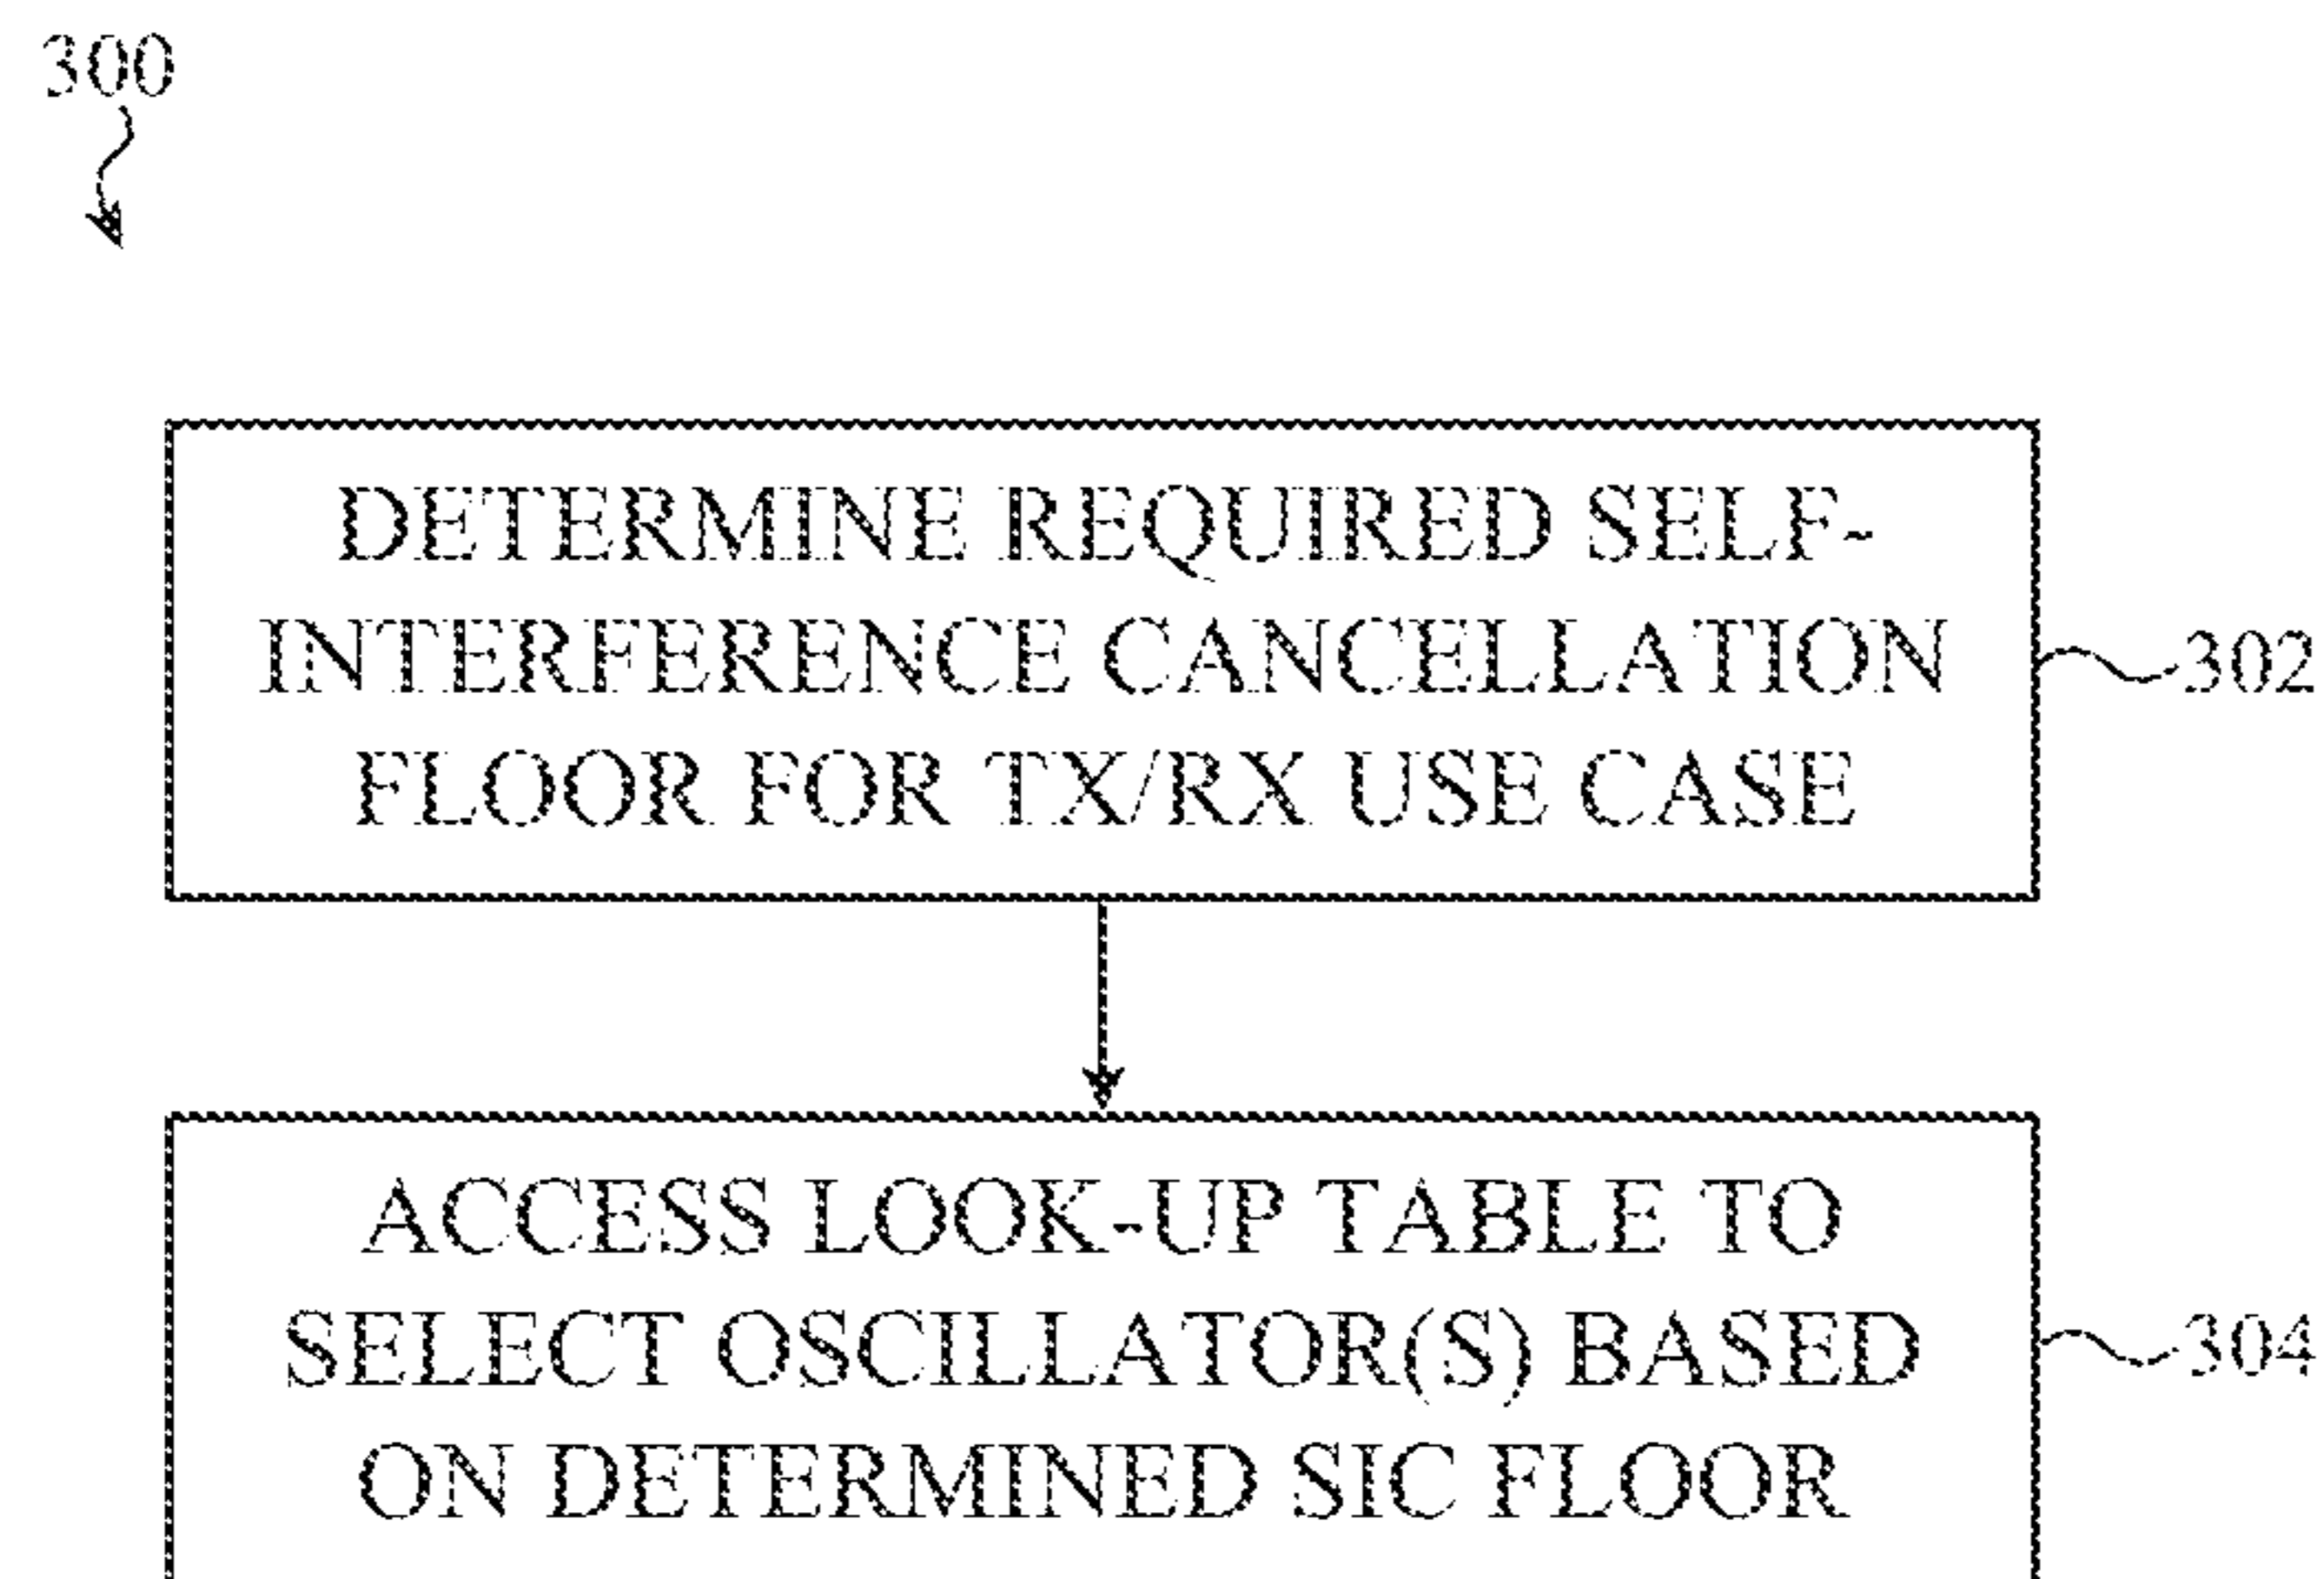 300
DETERMINE REQUIRED SELF-
INTERFERENCE CANCELLATION
FLOOR FOR TX/RX USE CASE
302
ACCESS LOOK-UP TABLE TO
SELECT OSCILLATOR(S) BASED
ON DETERMINED SIC FLOOR
304